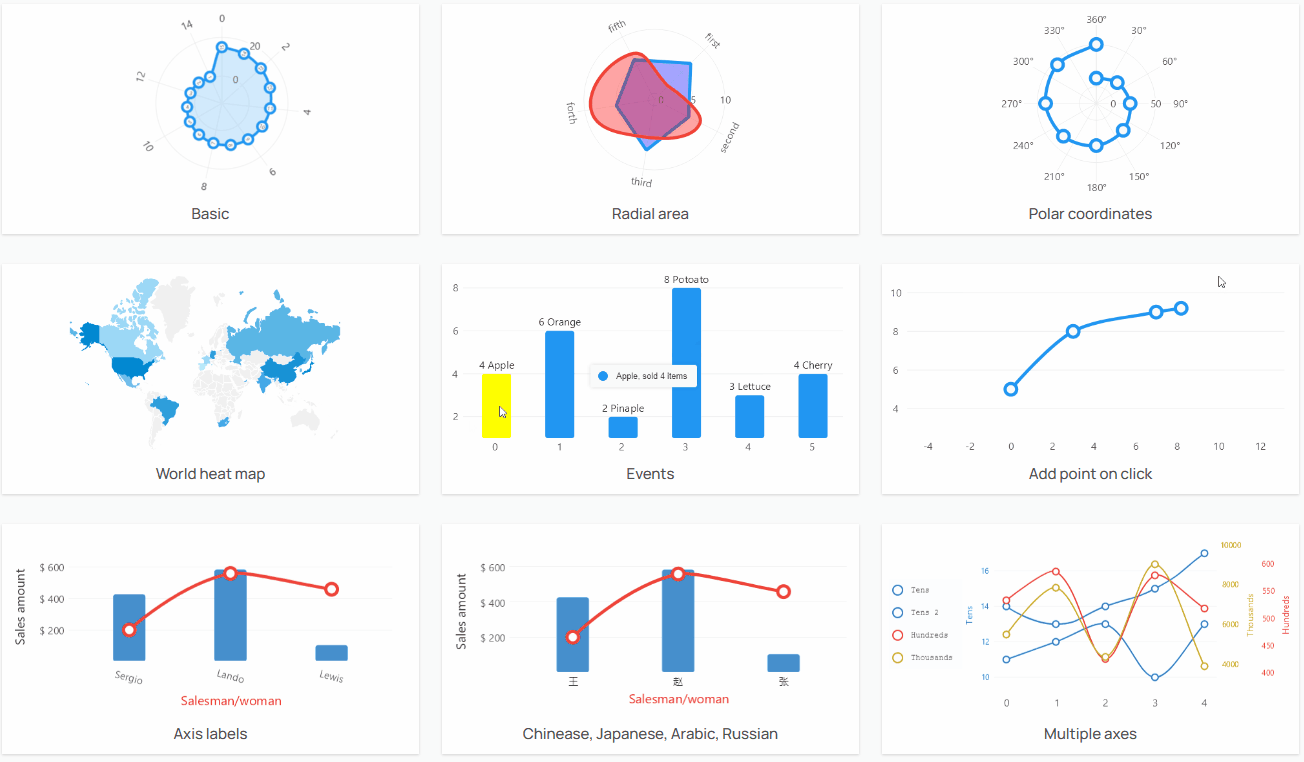 0
14
20
2
0
12
4
10
6
8
Basic
fifth
first
0
5
10
forth
second
third
Radial area
360°
330°
30°
300°
60°
270°
0
50
90°
240°
120°
210°
150°
180°
Polar coordinates
World heat map
8 Potoato
8
6 Orange
6
4 Apple
4 Cherry
Apple, sold 4 items
4
3 Lettuce
2 Pinaple
2
0 1 2 3 4 5
Events
10
8
6
4
-4 -2 0 2 4 6 8 10 12
Add point on click
Sales amount
$ 600
$ 400
$ 200
Sergio Lando Lewis
Salesman/woman
Axis labels
Sales amount
$ 600
$ 400
$ 200
王 赵 张
Salesman/woman
Chinease, Japanese, Arabic, Russian
Tens
Tens 2
Hundreds
Thousands
Tens
16
14
12
10
0 1 2 3 4
10000
8000
6000
4000
Thousands
600
550
500
450
400
Hundreds
Multiple axes